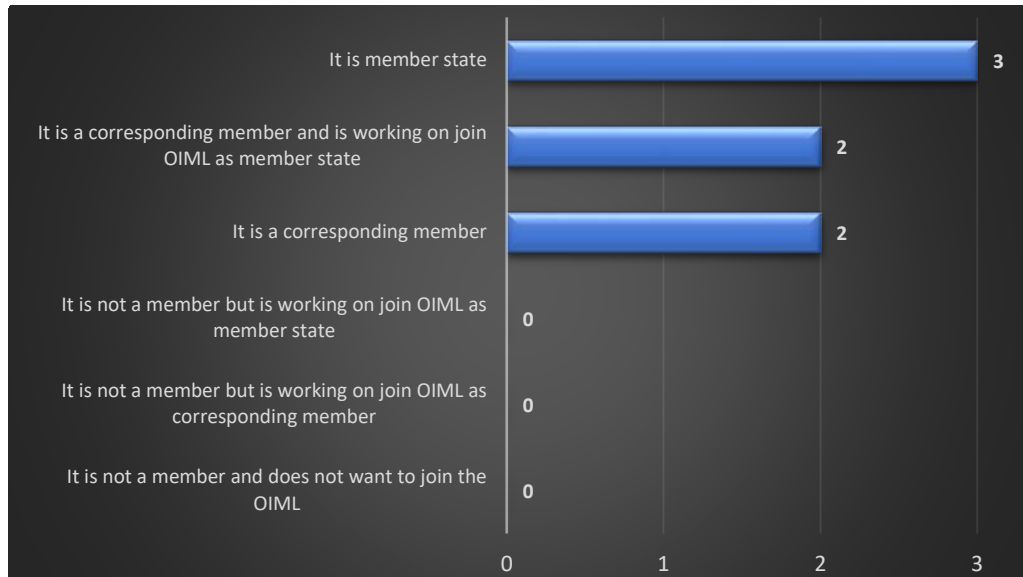 It is member state
3
It is a corresponding member and is working on join
OIML as member state
2
It is a corresponding member
2
It is not a member but is working on join OIML as
member state
0
It is not a member but is working on join OIML as
corresponding member
0
It is not a member and does not want to join the
OIML
0
0 1 2 3